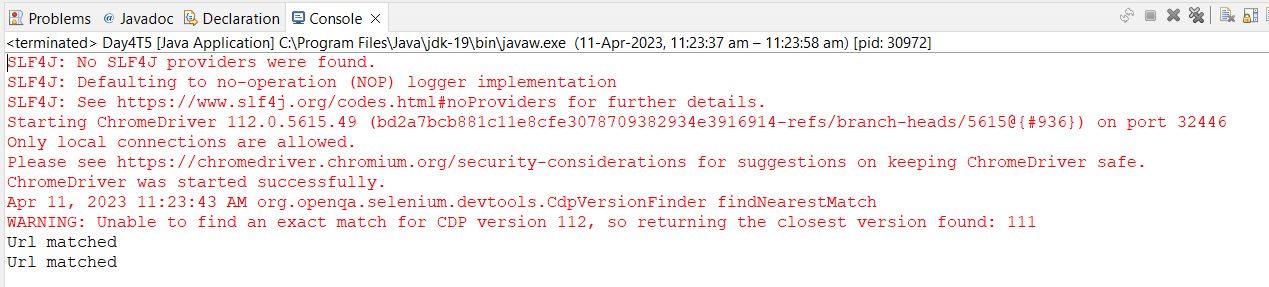 Problems @ Javadoc Declaration Console
<terminated> Day4T5 [Java Application] C:\Program Files\Java\jdk-19\bin\javaw.exe (11-Apr-2023, 11:23:37 am – 11:23:58 am) [pid: 30972]
SLF4J: No SLF4J providers were found.
SLF4J: Defaulting to no-operation (NOP) logger implementation
SLF4J: See https://www.slf4j.org/codes.html#noProviders for further details.
Starting ChromeDriver 112.0.5615.49 (bd2a7bcb881c11e8cfe3078709382934e3916914-refs/branch-heads/5615@{#936}) on port 32446
Only local connections are allowed.
Please see https://chromedriver.chromium.org/security-considerations for suggestions on keeping ChromeDriver safe.
ChromeDriver was started successfully.
Apr 11, 2023 11:23:43 AM org.openqa.selenium.devtools.CdpVersionFinder findNearestMatch
WARNING: Unable to find an exact match for CDP version 112, so returning the closest version found: 111
Url matched
Url matched